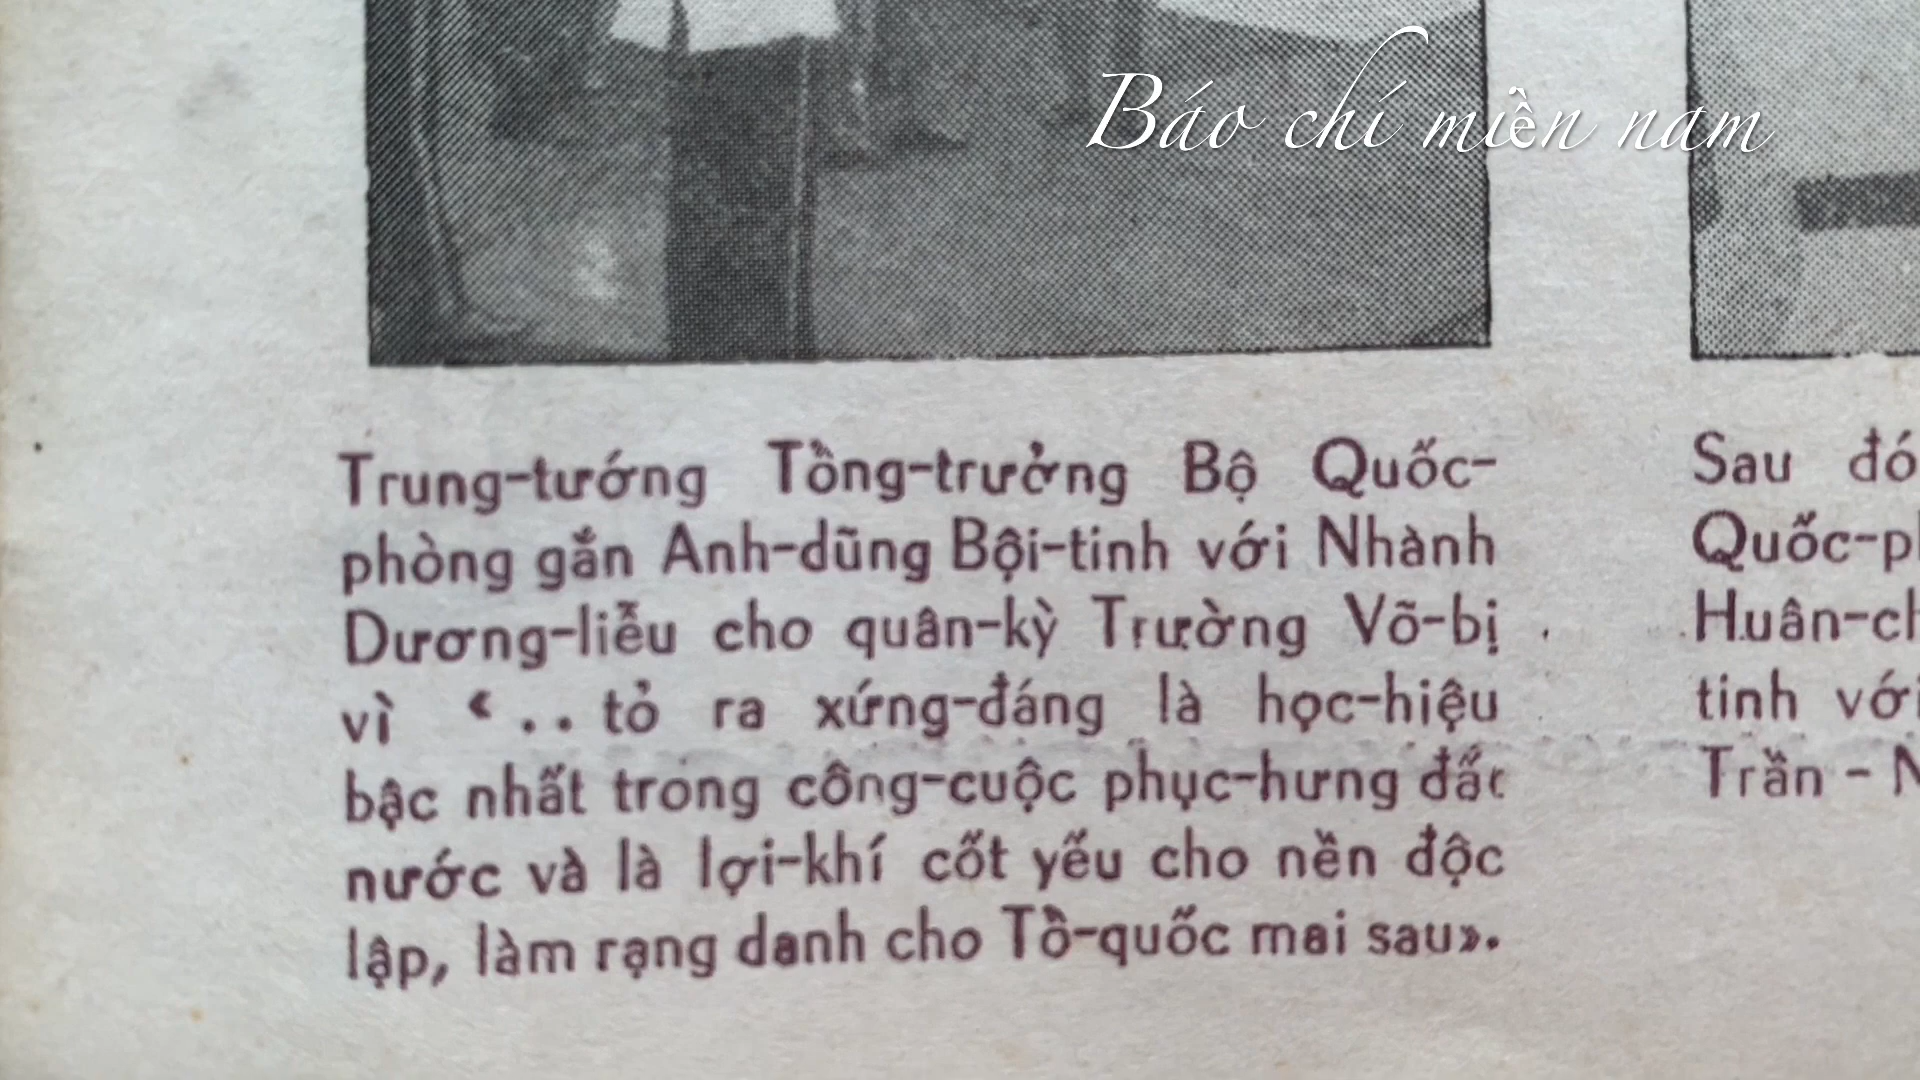 Báo chí miền nam
Trung-tướng Tổng-trưởng Bộ Quốc-
phòng gắn Anh-dũng Bội-tinh với Nhành
Dương-liễu cho quân-kỳ Trường Võ-bị
vì « .. tỏ ra xứng-đáng là học-hiệu
bậc nhất trong công-cuộc phục-hưng đất
nước và là lợi-khí cốt yếu cho nền độc
lập, làm rạng danh cho Tổ-quốc mai sau».
Sau đó
Quốc-p
Huân-ch
tinh với
Trần - N